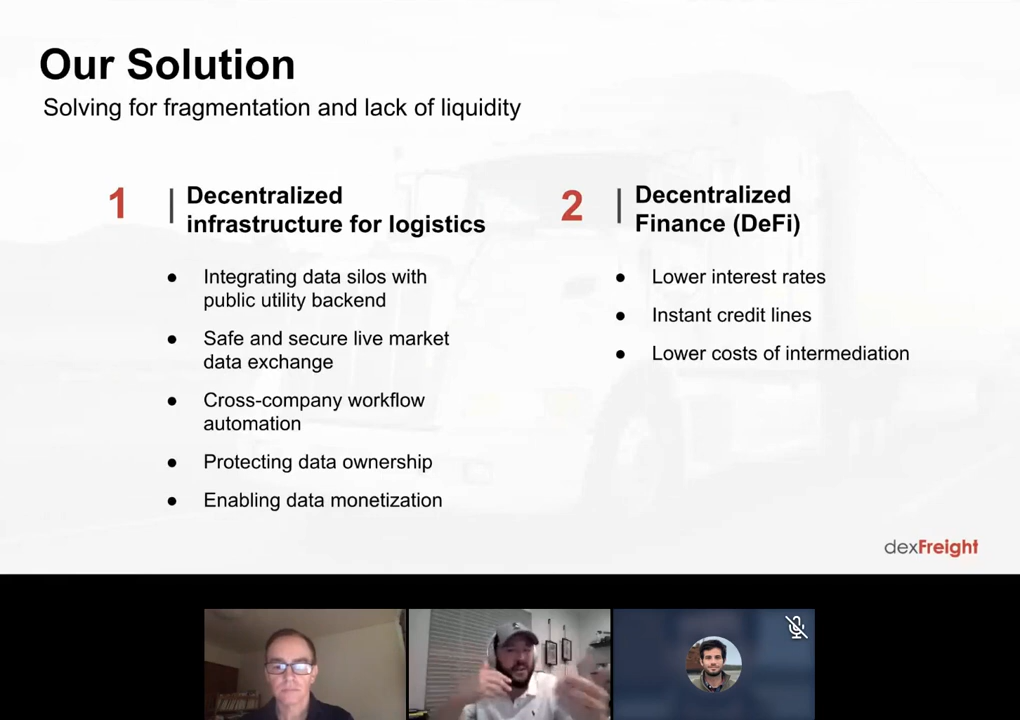 Our Solution
Solving for fragmentation and lack of liquidity
1
Decentralized
infrastructure for logistics
● Integrating data silos with
public utility backend
● Safe and secure live market
data exchange
● Cross-company workflow
automation
● Protecting data ownership
● Enabling data monetization
2
Decentralized
Finance (DeFi)
● Lower interest rates
● Instant credit lines
● Lower costs of intermediation
dexFreight